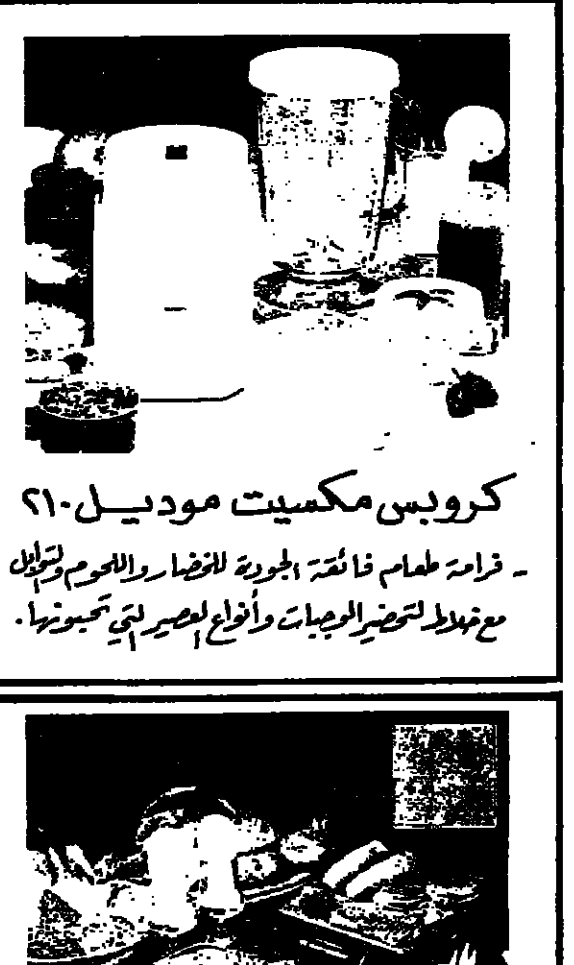 كروبس مكسيت موديل ٢١٠
- فرامة طعام فائقة الجودة للخضار واللحوم والتوابل
مع خلاط لتحضير الوجبات وأنواع العصير التي تحبونها.